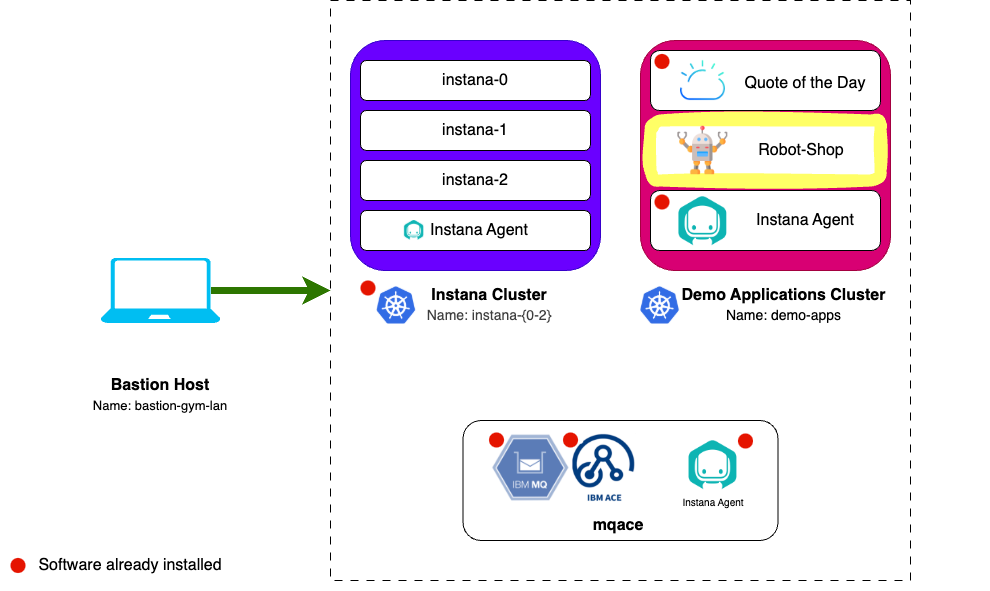 instana-0
instana-1
instana-2
Instana Agent
Instana Cluster
Name: instana-{0-2}
Quote of the Day
Robot-Shop
Instana Agent
Demo Applications Cluster
Name: demo-apps
Bastion Host
Name: bastion-gym-lan
IBM MQ
IBM ACE
Instana Agent
mqace
Software already installed